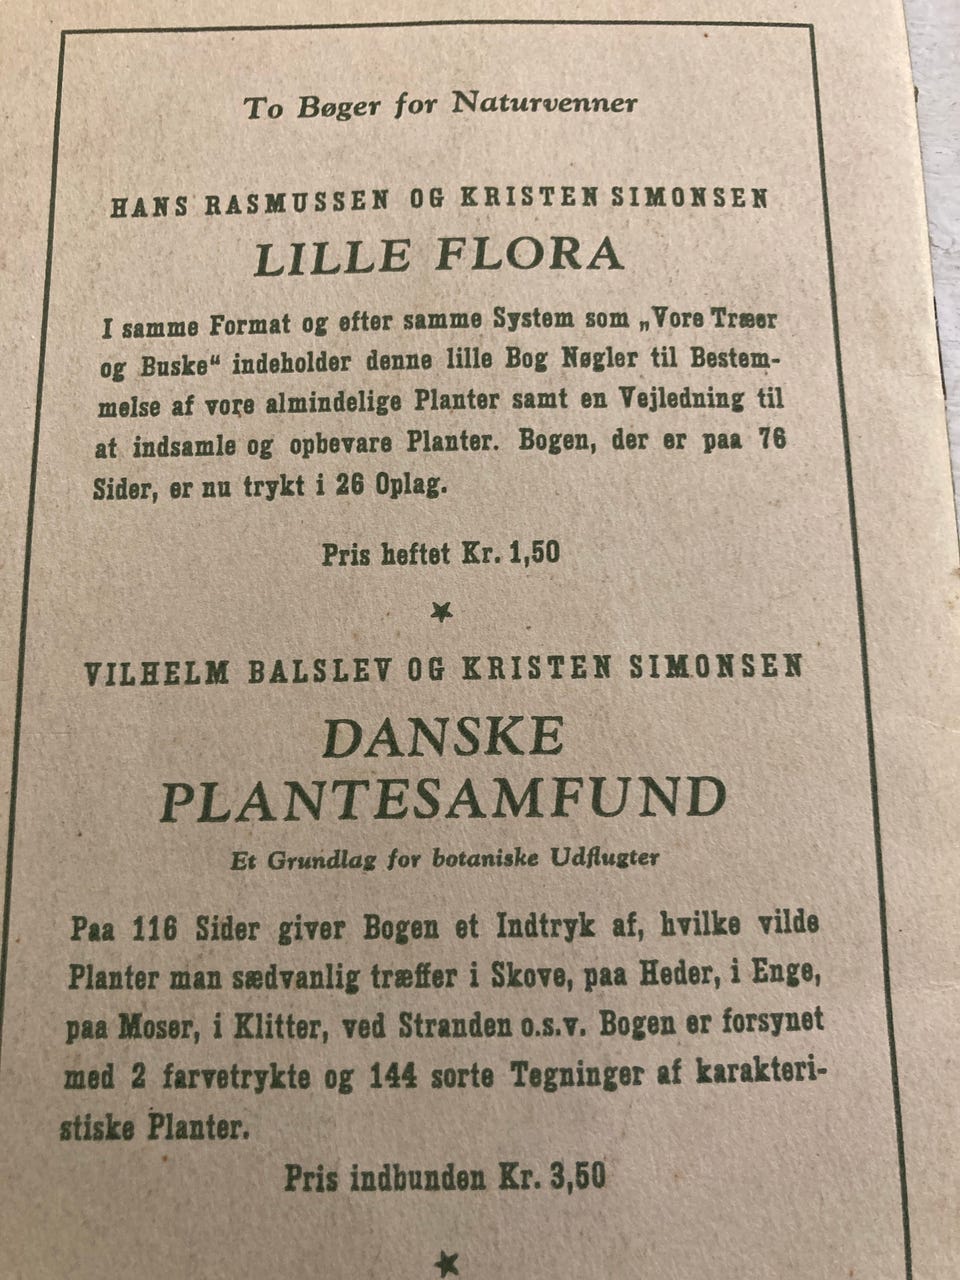 To Bøger for Naturvenner
HANS RASMUSSEN OG KRISTEN SIMONSEN
LILLE FLORA
I samme Format og efter samme System som „Vore Træer
og Buske“ indeholder denne lille Bog Nøgler til Bestem-
melse af vore almindelige Planter samt en Vejledning til
at indsamle og opbevare Planter. Bogen, der er paa 76
Sider, er nu trykt i 26 Oplag.
Pris heftet Kr. 1,50
★
VILHELM BALSLEV OG KRISTEN SIMONSEN
DANSKE
PLANTESAMFUND
Et Grundlag for botaniske Udflugter
Paa 116 Sider giver Bogen et Indtryk af, hvilke vilde
Planter man sædvanlig træffer i Skove, paa Heder, i Enge,
paa Moser, i Klitter, ved Stranden o.s.v. Bogen er forsynet
med 2 farvetrykte og 144 sorte Tegninger af karakteri-
stiske Planter.
Pris indbunden Kr. 3,50
★